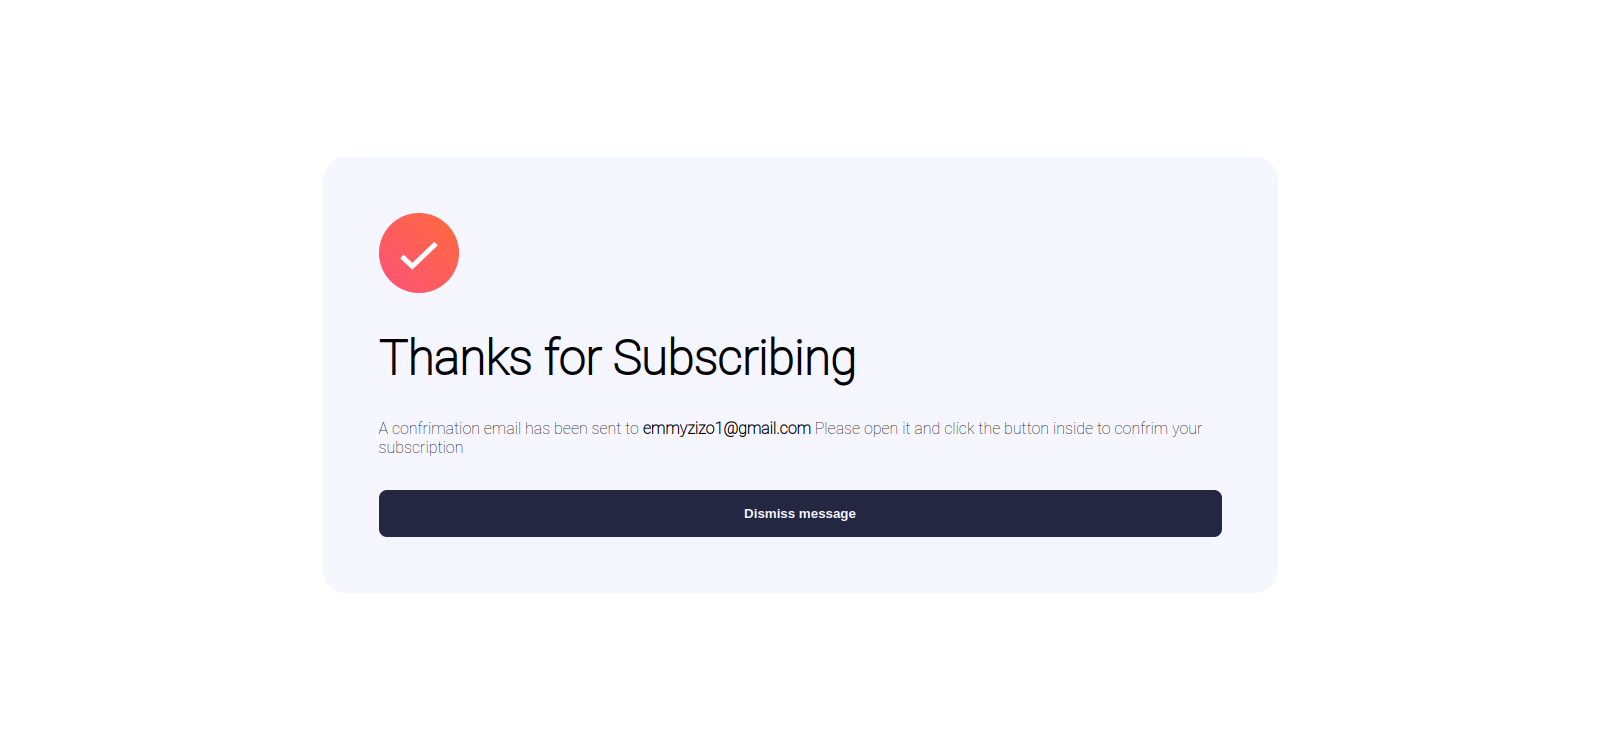 Thanks for Subscribing
A confrimation email has been sent to emmyzizo1@gmail.com Please open it and click the button inside to confrim your
subscription
Dismiss message